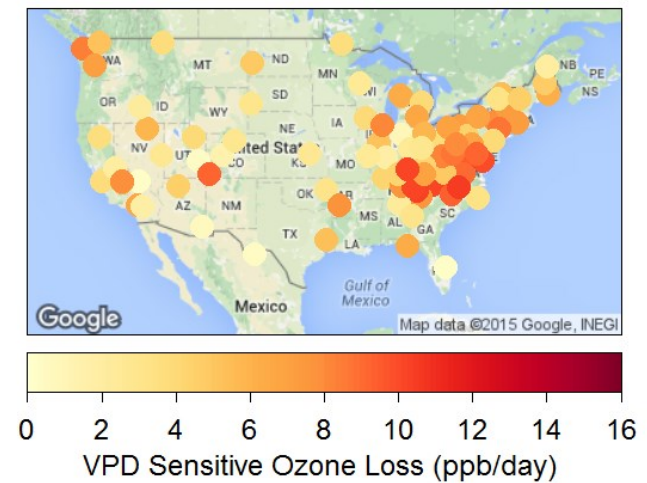 WA
MT
ND
MN
NB
PE
NS
OR
ID
SD
WI
WY
IA
NE
NV
UT
United States
CO
KS
MO
AZ
NM
OK
AR
MS
AL
SC
GA
TX
LA
Gulf of
Mexico
Mexico
Google
Map data ©2015 Google, INEGI
0 2 4 6 8 10 12 14 16
VPD Sensitive Ozone Loss (ppb/day)